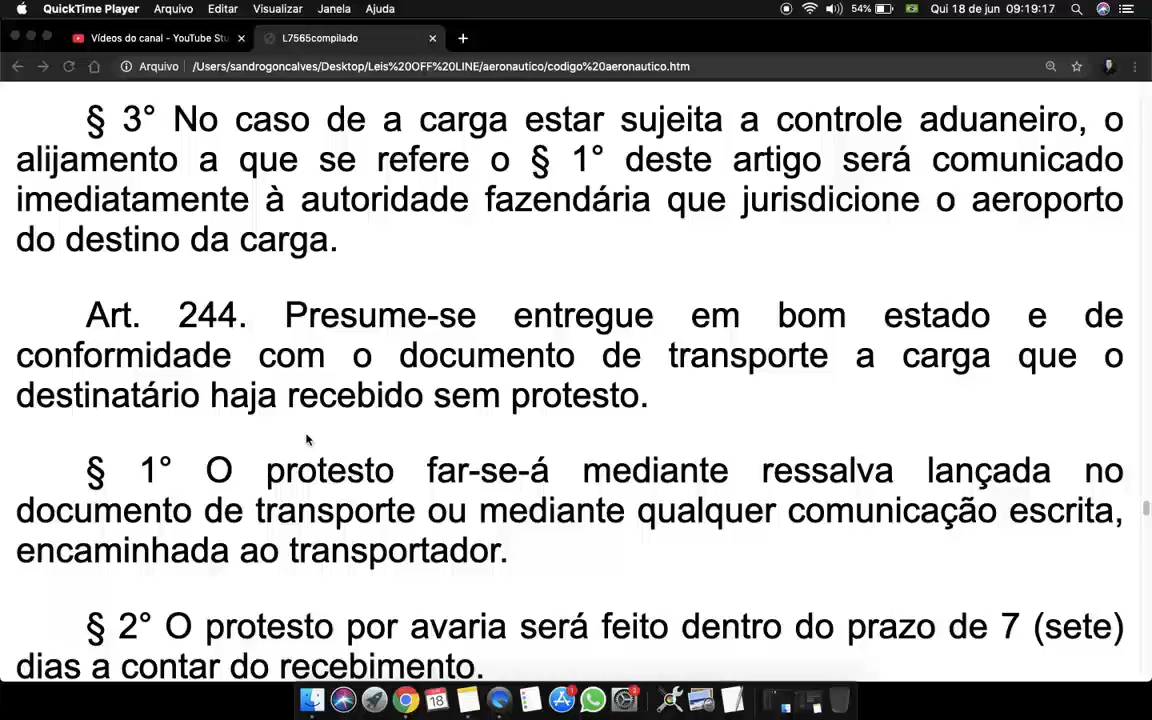 QuickTime Player Arquivo Editar Visualizar Janela Ajuda 54% Qui 18 de jun 09:19:17
Vídeos do canal - YouTube Stu L7565compilado
Arquivo /Users/sandrogoncalves/Desktop/Leis%20OFF%20LINE/aeronautico/codigo%20aeronautico.htm
§ 3° No caso de a carga estar sujeita a controle aduaneiro, o
alijamento a que se refere o § 1° deste artigo será comunicado
imediatamente à autoridade fazendária que jurisdicione o aeroporto
do destino da carga.
Art. 244. Presume-se entregue em bom estado e de
conformidade com o documento de transporte a carga que o
destinatário haja recebido sem protesto.
§ 1° O protesto far-se-á mediante ressalva lançada no
documento de transporte ou mediante qualquer comunicação escrita,
encaminhada ao transportador.
§ 2° O protesto por avaria será feito dentro do prazo de 7 (sete)
dias a contar do recebimento.
18